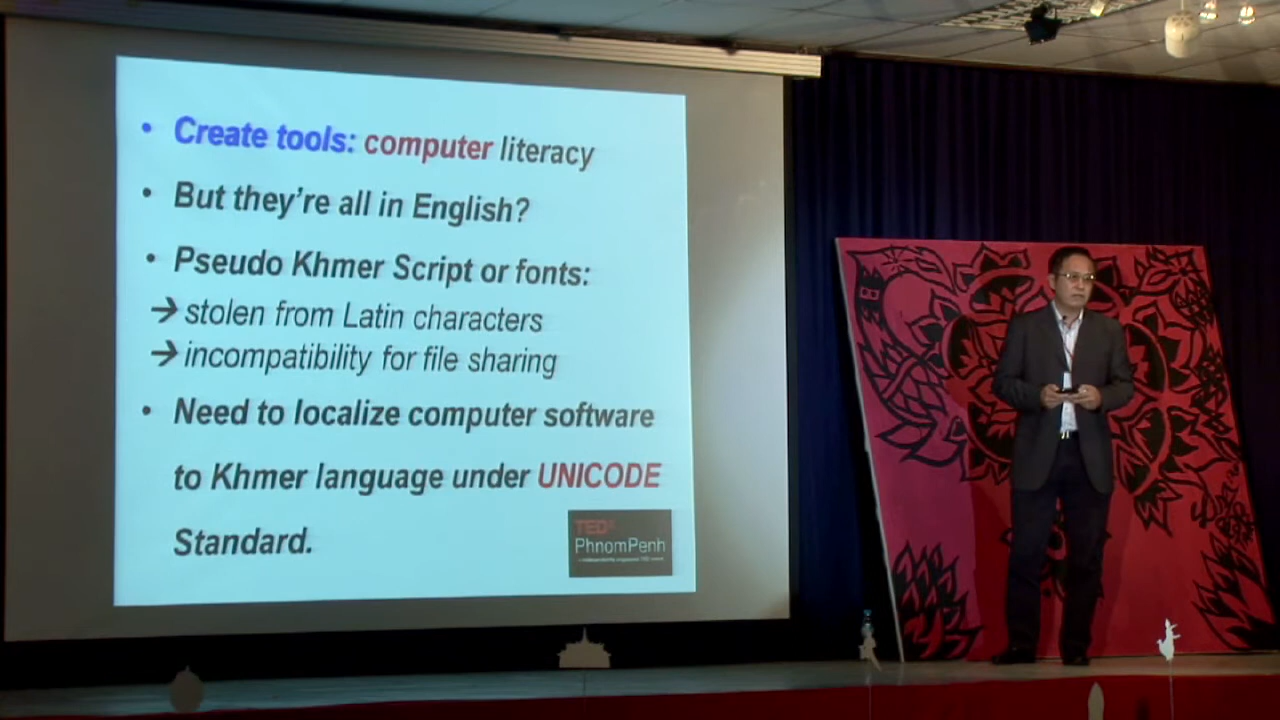 • Create tools: computer literacy
• But they're all in English?
• Pseudo Khmer Script or fonts:
→ stolen from Latin characters
→ incompatibility for file sharing
• Need to localize computer software
to Khmer language under UNICODE
Standard.
TEDx
PhnomPenh